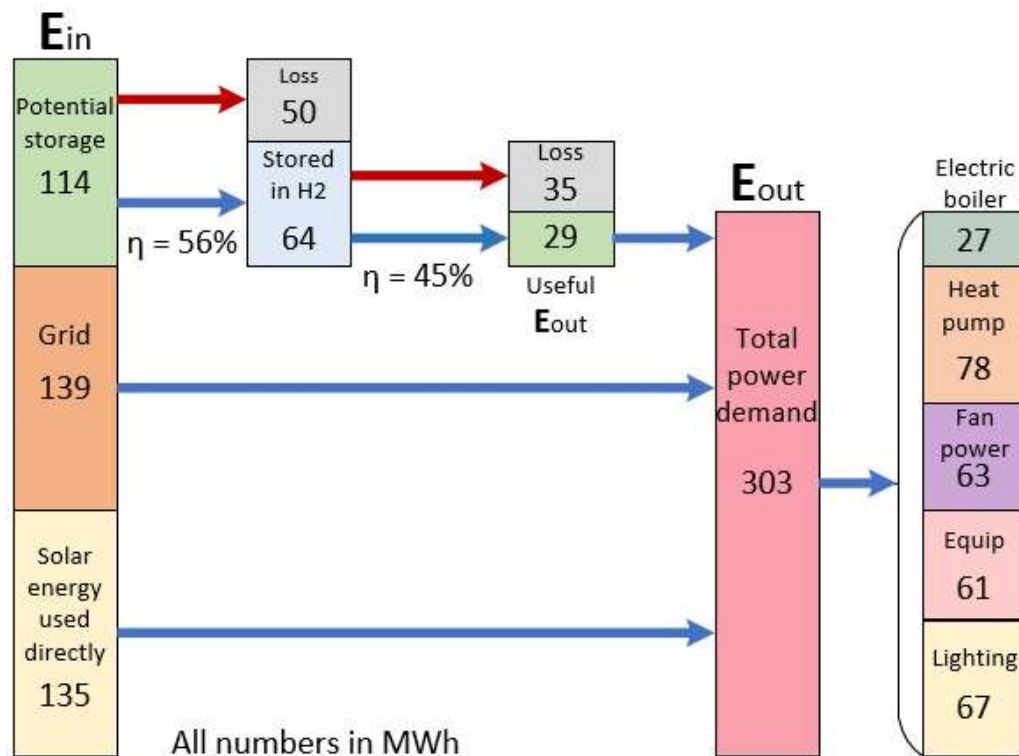 Ein
Potential
storage
114
Grid
139
Solar
energy
used
directly
135
η = 56%
Loss
50
Stored
in H2
64
η = 45%
Loss
35
29
Useful
Eout
Eout
Total
power
demand
303
Electric
boiler
27
Heat
pump
78
Fan
power
63
Equip
61
Lighting
67
All numbers in MWh